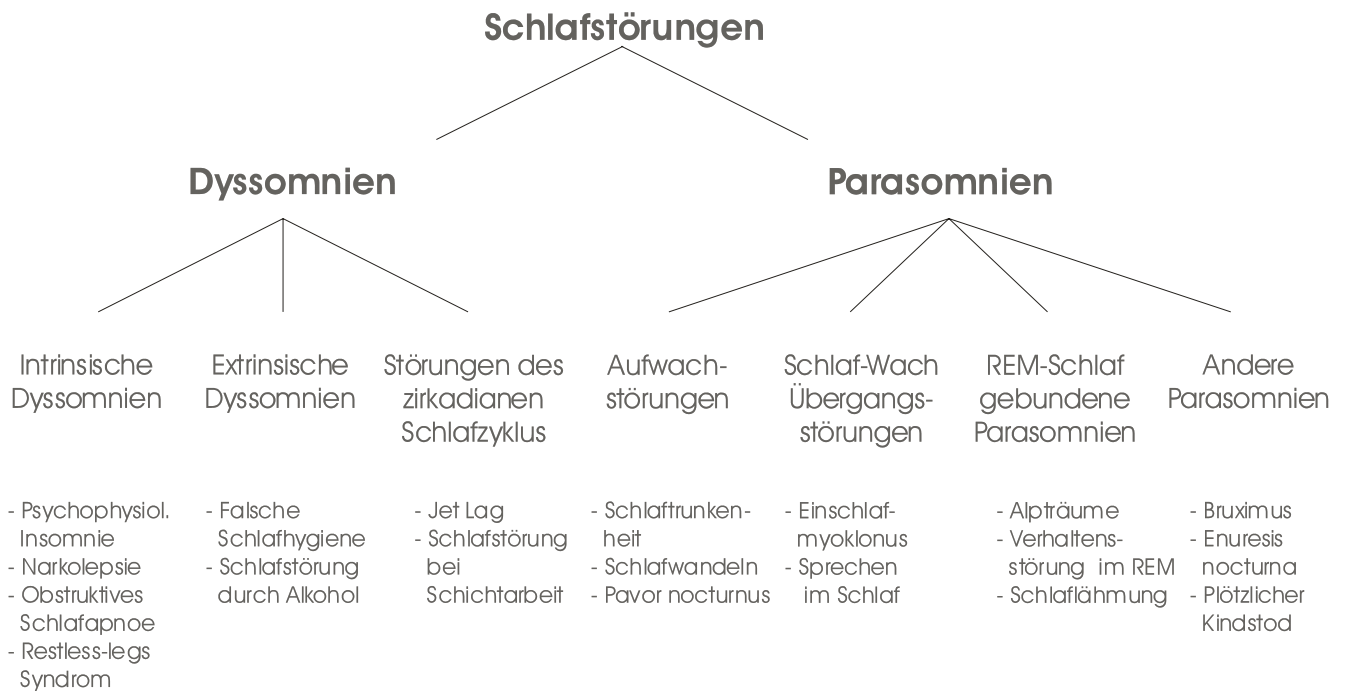 Schlafstörungen
Dyssomnien
Parasomnien
Intrinsische
Dyssomnien
Extrinsische
Dyssomnien
Störungen des
zirkadianen
Schlafzyklus
Aufwach-
störungen
Schlaf-Wach
Übergangs-
störungen
REM-Schlaf
gebundene
Parasomnien
Andere
Parasomnien
- Psychophysiol.
Insomnie
- Narkolepsie
- Obstruktives
Schlafapnoe
- Restless-legs
Syndrom
- Falsche
Schlafhygiene
- Schlafstörung
durch Alkohol
- Jet Lag
- Schlafstörung
bei
Schichtarbeit
- Schlaftrunken-
heit
- Schlafwandeln
- Pavor nocturnus
- Einschlaf-
myoklonus
- Sprechen
im Schlaf
- Alpträume
- Verhaltens-
störung im REM
- Schlaflähmung
- Bruximus
- Enuresis
nocturna
- Plötzlicher
Kindstod